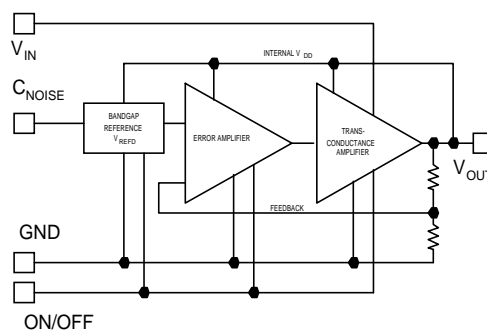 V_IN
INTERNAL V_DD
C_NOISE
BANDGAP
REFERENCE
V_REFD
ERROR AMPLIFIER
TRANS-
CONDUCTANCE
AMPLIFIER
V_OUT
FEEDBACK
GND
ON/OFF